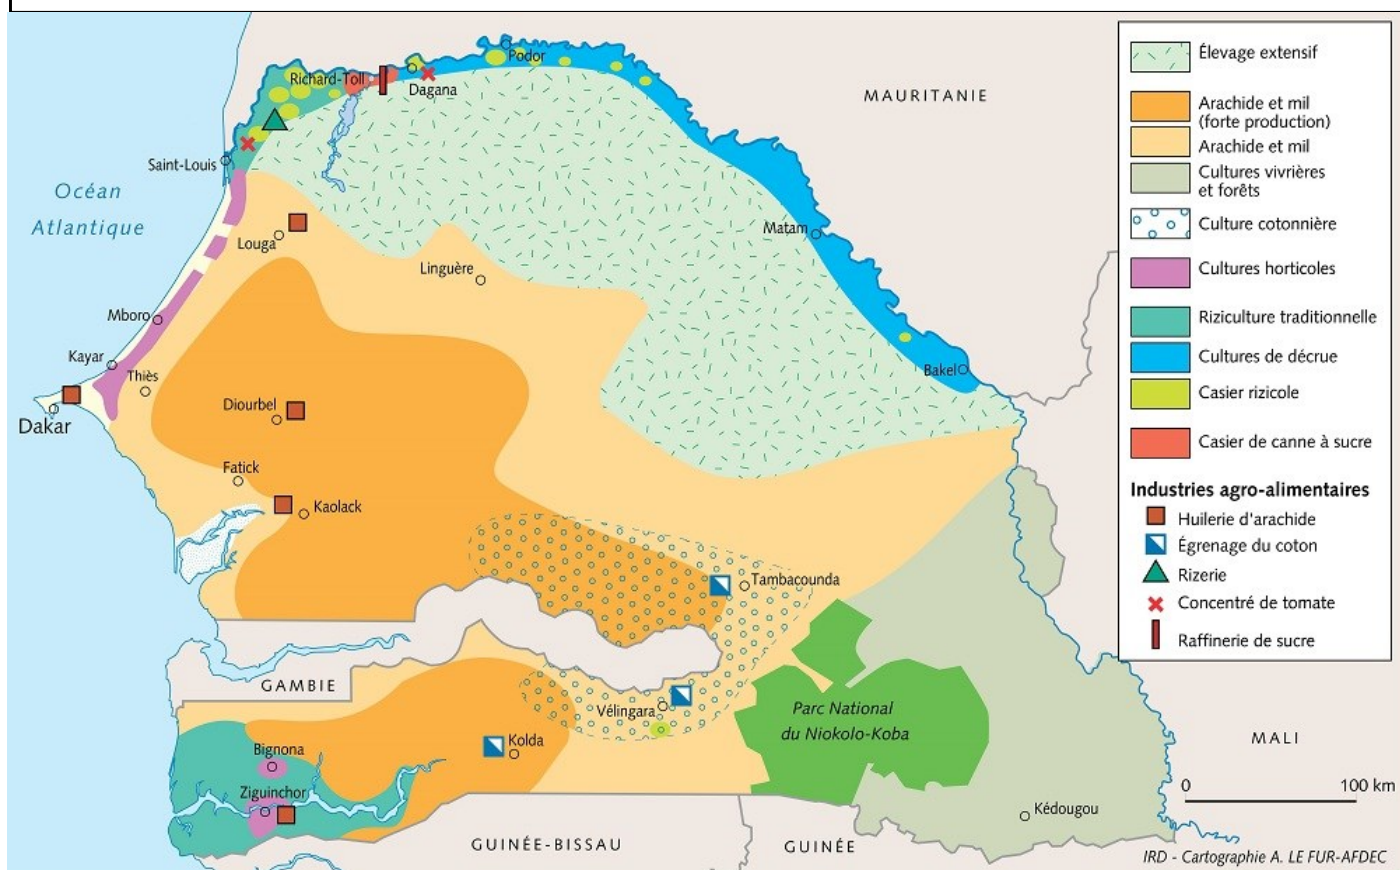 Richard-Toll
Dagana
Podor
MAURITANIE
Saint-Louis
Océan
Atlantique
Louga
Linguère
Matam
Mboro
Kayar
Thiès
Bakel
Dakar
Diourbel
Fatick
Kaolack
Tambacounda
GAMBIE
Vélingara
Parc National
du Niokolo-Koba
Bignona
Kolda
Ziguinchor
MALI
Kédougou
GUINÉE-BISSAU
GUINÉE
Élevage extensif
Arachide et mil
(forte production)
Arachide et mil
Cultures vivrières
et forêts
Culture cotonnière
Cultures horticoles
Riziculture traditionnelle
Cultures de décrue
Casier rizicole
Casier de canne à sucre
Industries agro-alimentaires
Huilerie d'arachide
Égrenage du coton
Rizerie
Concentré de tomate
Raffinerie de sucre
0 100 km
IRD - Cartographie A. LE FUR-AFDEC